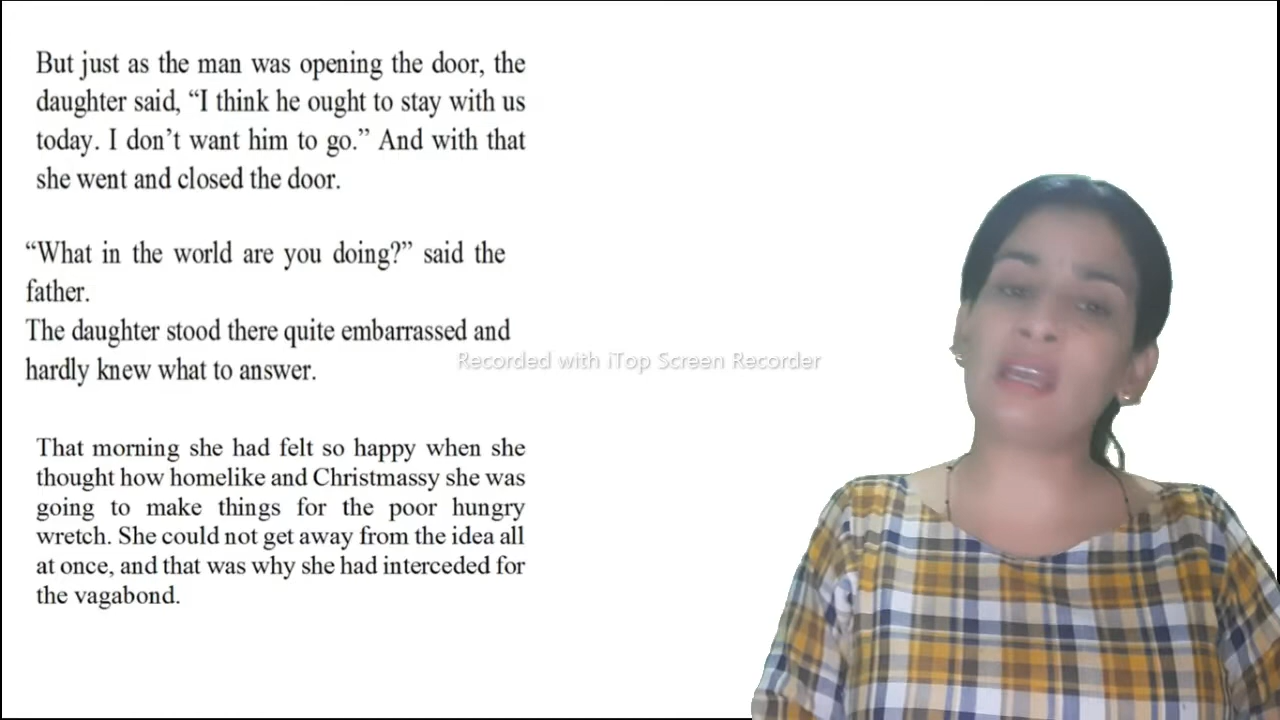 But just as the man was opening the door, the
daughter said, “I think he ought to stay with us
today. I don’t want him to go.” And with that
she went and closed the door.
“What in the world are you doing?” said the
father.
The daughter stood there quite embarrassed and
hardly knew what to answer.
Recorded with iTop Screen Recorder
That morning she had felt so happy when she
thought how homelike and Christmassy she was
going to make things for the poor hungry
wretch. She could not get away from the idea all
at once, and that was why she had interceded for
the vagabond.